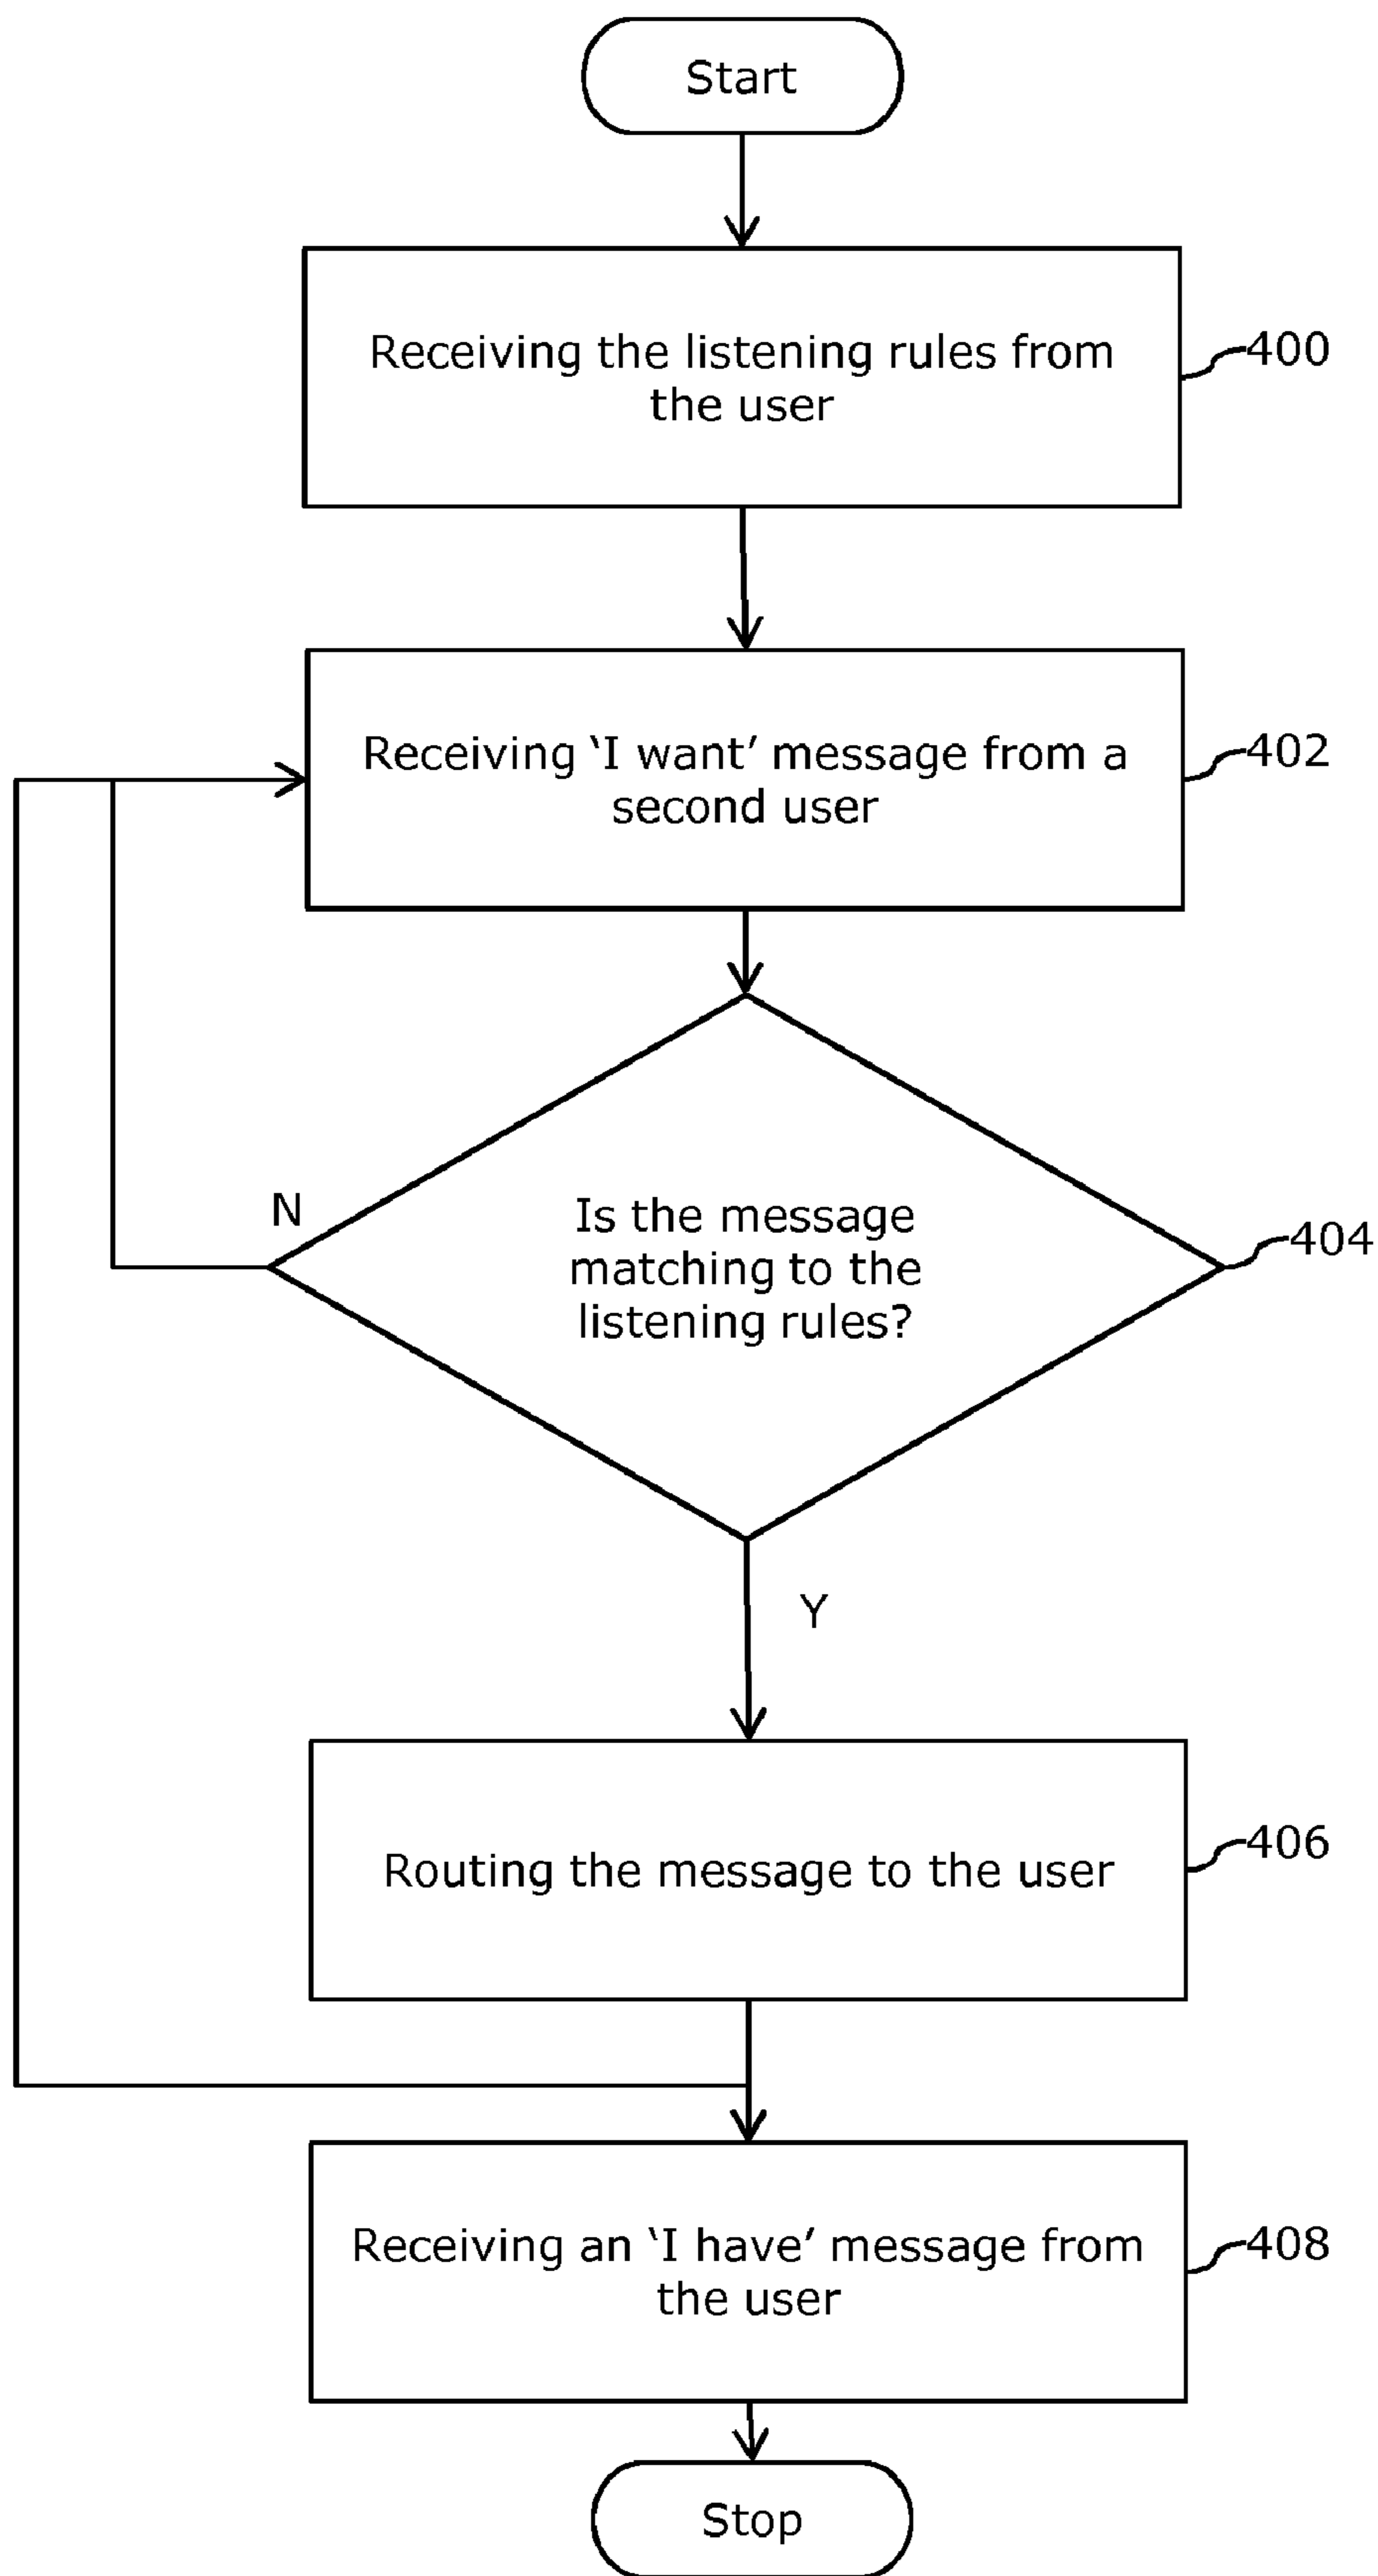 Start
Receiving the listening rules from
the user
400
Receiving ‘I want’ message from a
second user
402
N
Is the message
matching to the
listening rules?
404
Y
Routing the message to the user
406
Receiving an ‘I have’ message from
the user
408
Stop